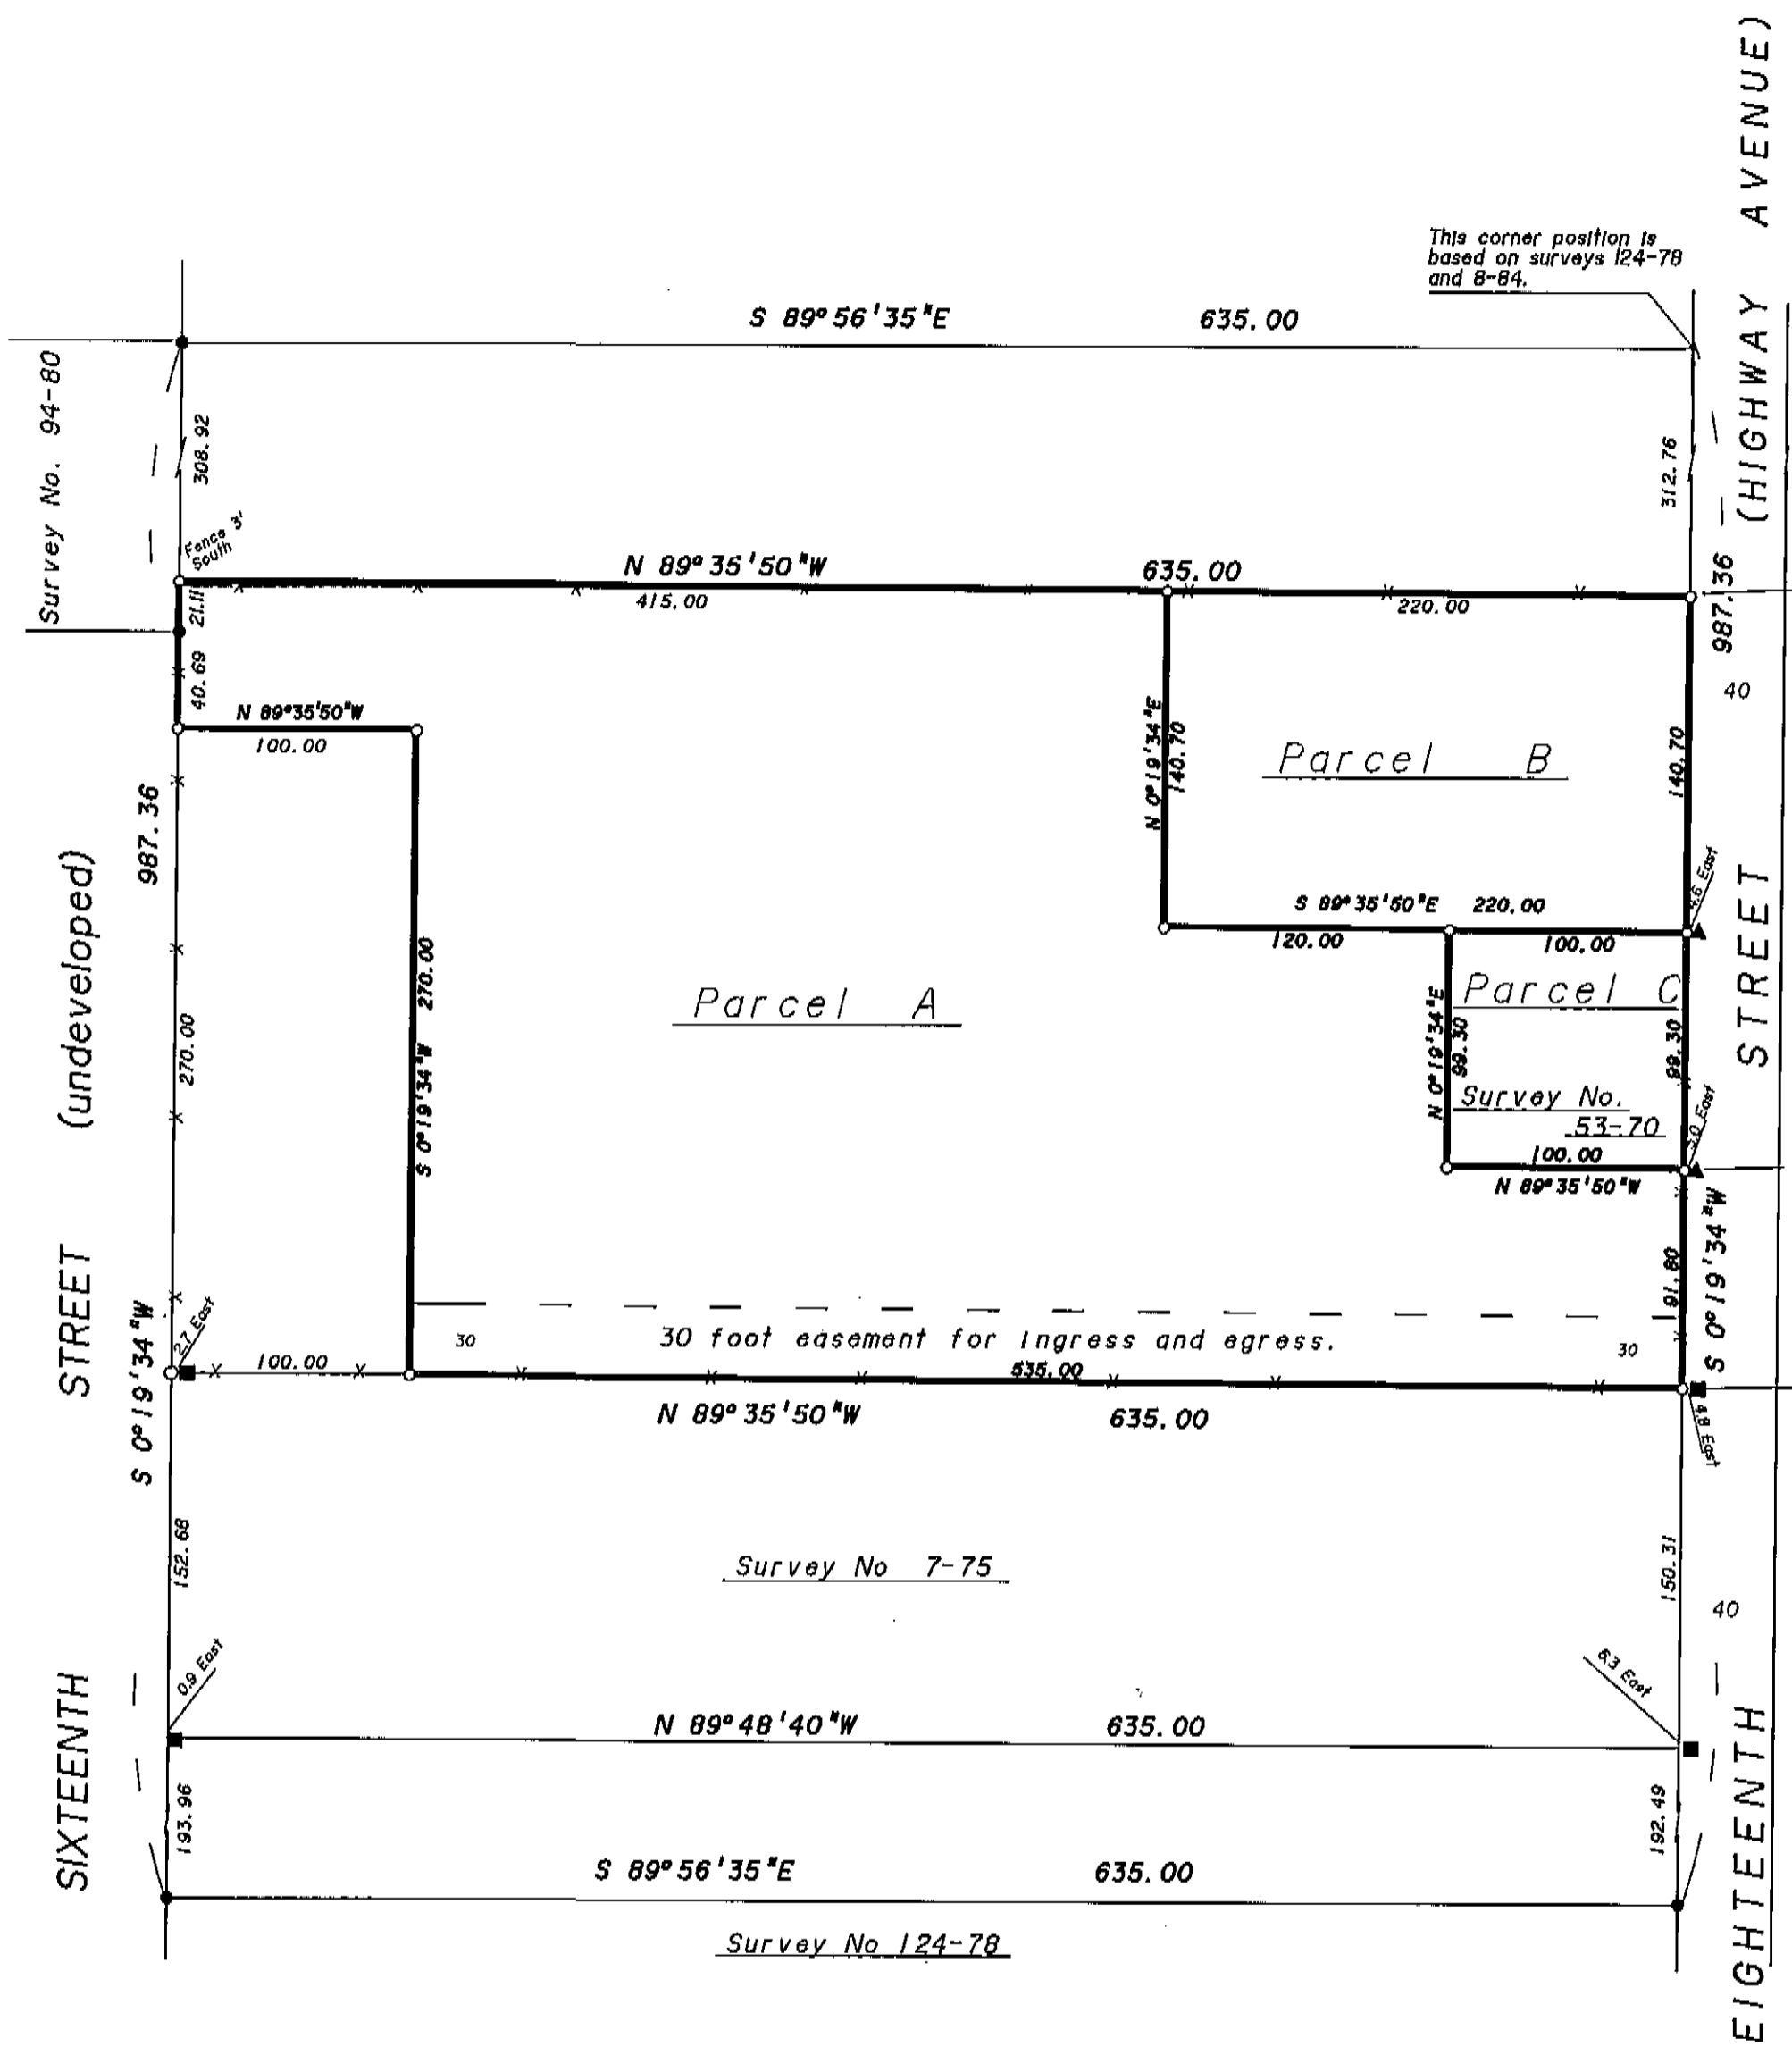 This corner position is
based on surveys 124-78
and 8-84.
(HIGHWAY AVENUE)
S 89°56'35"E 635.00
Survey No. 94-80
308.92
312.76
Fence 3'
South
N 89°35'50"W 635.00
415.00
220.00
21.11
40.69
987.36
40
N 89°35'50"W
100.00
N 0°19'34"E
140.70
Parcel B
140.70
987.36
(undeveloped)
4.6 East
S 89°35'50"E 220.00
120.00
100.00
STREET
S 0°19'34"W 270.00
270.00
Parcel A
Parcel C
N 0°19'34"E
99.30
99.30
Survey No.
53-70
East
100.00
N 89°35'50"W
STREET
S 0°19'34"W
2.7 East
91.80
S 0°19'34"W
30
30 foot easement for ingress and egress.
30
100.00
535.00
N 89°35'50"W 635.00
4.8 East
152.68
150.31
Survey No 7-75
40
0.9 East
6.3 East
SIXTEENTH
N 89°48'40"W 635.00
EIGHTEENTH
193.96
192.49
S 89°56'35"E 635.00
Survey No 124-78